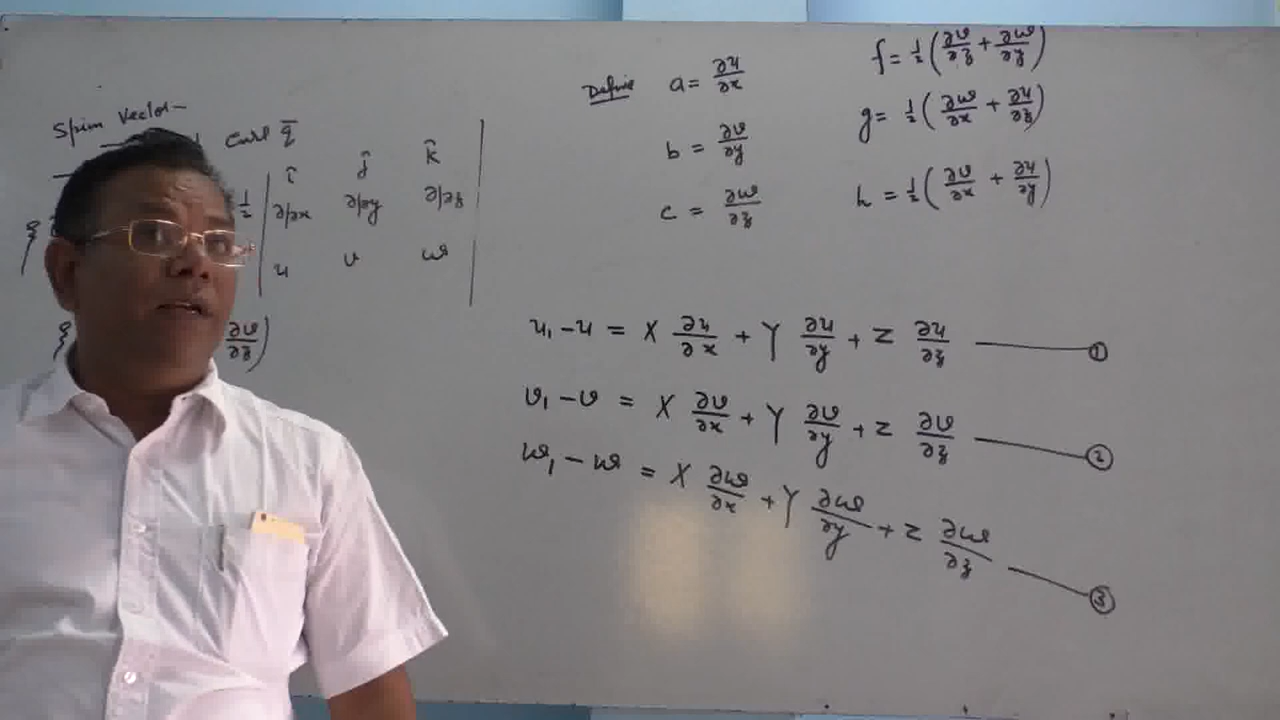 Spin Vector-
Curl q̄
î ĵ k̂
½ ∂/∂x ∂/∂y ∂/∂z
u v w
∂v/∂z)
Define a = ∂u/∂x
b = ∂v/∂y
c = ∂w/∂z
f = ½(∂v/∂z + ∂w/∂y)
g = ½(∂w/∂x + ∂u/∂z)
h = ½(∂v/∂x + ∂u/∂y)
u₁ - u = X ∂u/∂x + Y ∂u/∂y + Z ∂u/∂z —— ①
v₁ - v = X ∂v/∂x + Y ∂v/∂y + Z ∂v/∂z —— ②
w₁ - w = X ∂w/∂x + Y ∂w/∂y + Z ∂w/∂z —— ③